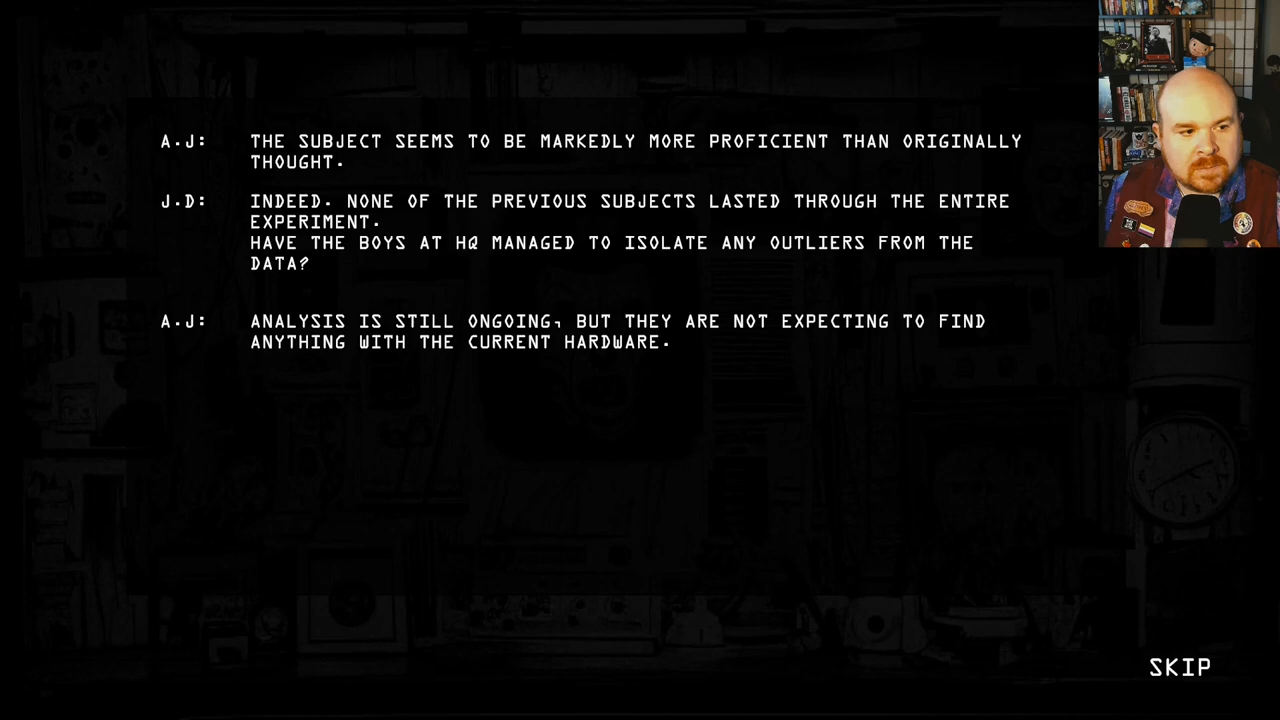 A.J: THE SUBJECT SEEMS TO BE MARKEDLY MORE PROFICIENT THAN ORIGINALLY
THOUGHT.
J.D: INDEED. NONE OF THE PREVIOUS SUBJECTS LASTED THROUGH THE ENTIRE
EXPERIMENT.
HAVE THE BOYS AT HQ MANAGED TO ISOLATE ANY OUTLIERS FROM THE
DATA?
A.J: ANALYSIS IS STILL ONGOING, BUT THEY ARE NOT EXPECTING TO FIND
ANYTHING WITH THE CURRENT HARDWARE.
SKIP